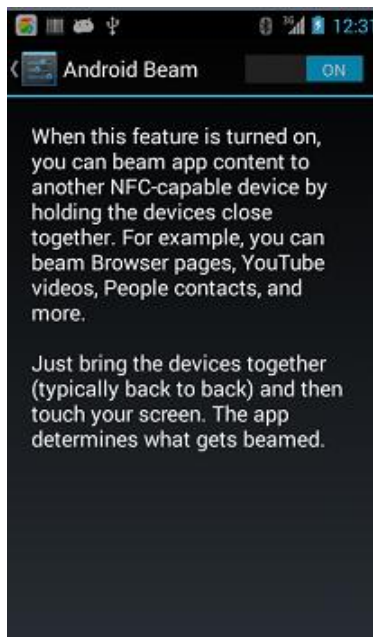 3G 12:31
Android Beam ON
When this feature is turned on,
you can beam app content to
another NFC-capable device by
holding the devices close
together. For example, you can
beam Browser pages, YouTube
videos, People contacts, and
more.
Just bring the devices together
(typically back to back) and then
touch your screen. The app
determines what gets beamed.